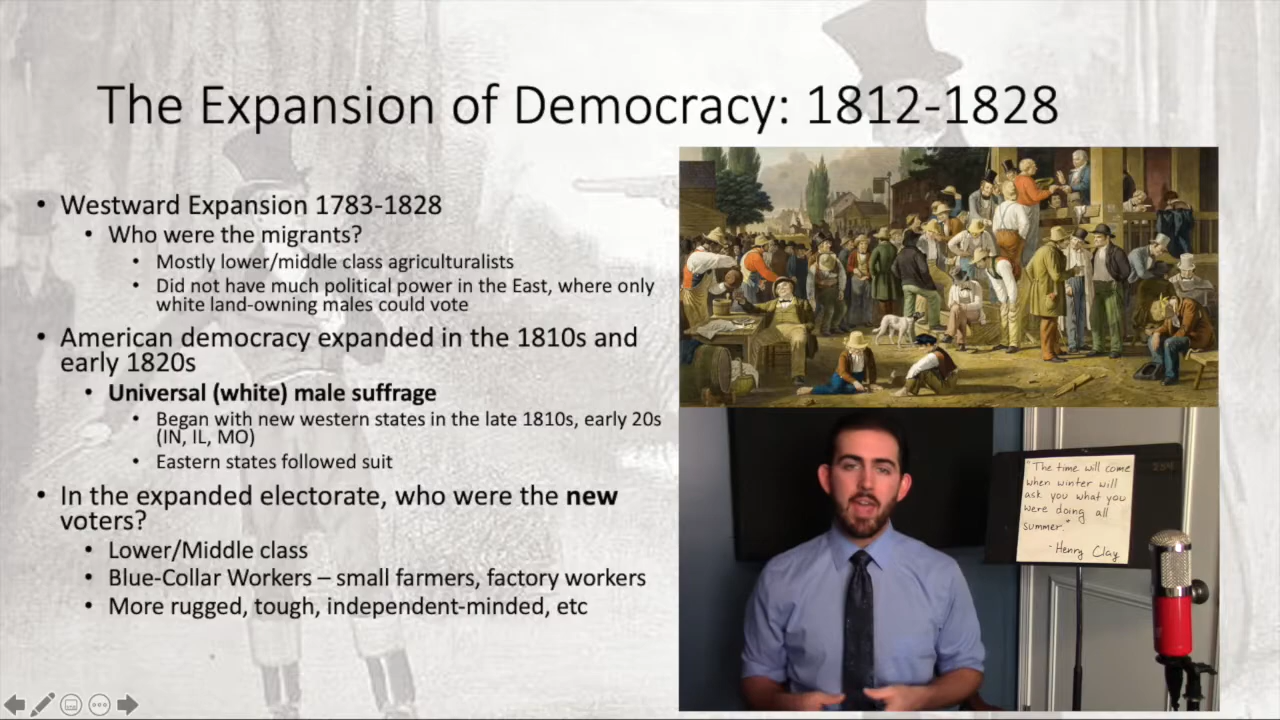 The Expansion of Democracy: 1812-1828
• Westward Expansion 1783-1828
• Who were the migrants?
• Mostly lower/middle class agriculturalists
• Did not have much political power in the East, where only
white land-owning males could vote
• American democracy expanded in the 1810s and
early 1820s
• Universal (white) male suffrage
• Began with new western states in the late 1810s, early 20s
(IN, IL, MO)
• Eastern states followed suit
• In the expanded electorate, who were the new
voters?
• Lower/Middle class
• Blue-Collar Workers – small farmers, factory workers
• More rugged, tough, independent-minded, etc
"The time will come
when winter will
ask you what you
were doing all
summer"
-Henry Clay